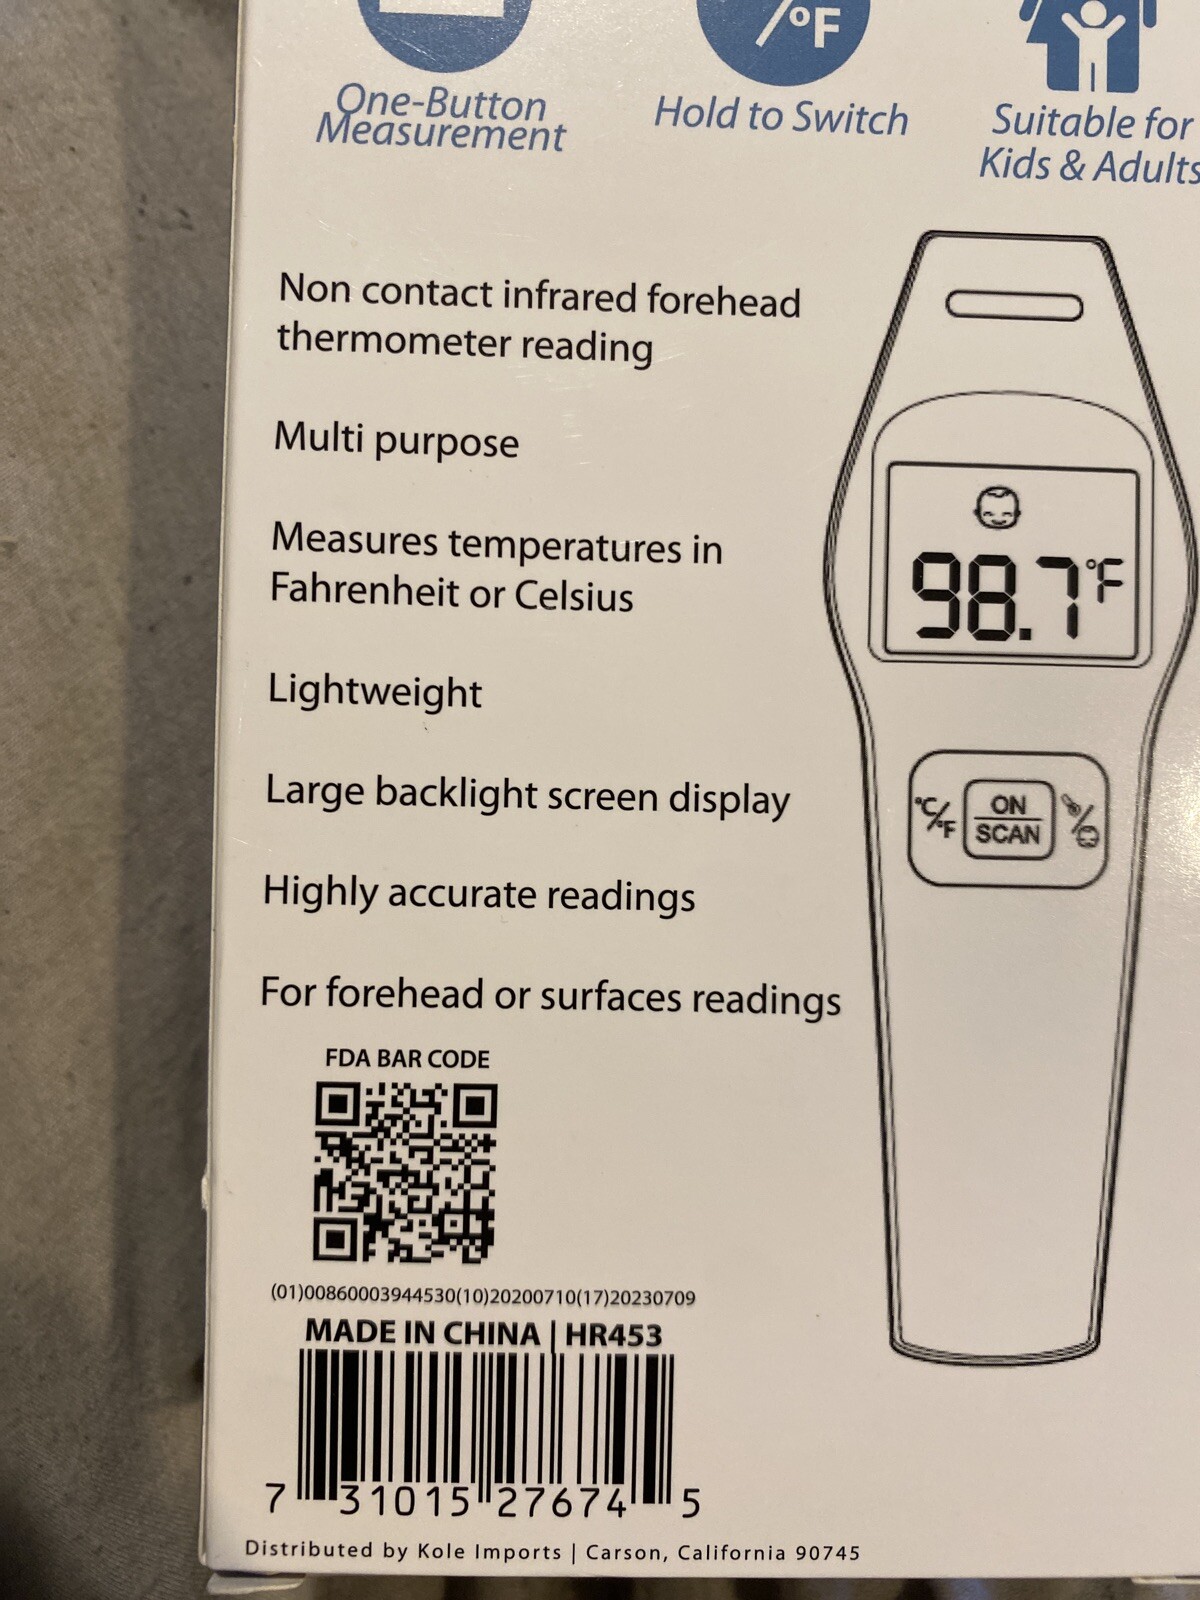 /°F
One-Button
Measurement
Hold to Switch
Suitable for
Kids & Adults
Non contact infrared forehead
thermometer reading
Multi purpose
Measures temperatures in
Fahrenheit or Celsius
Lightweight
Large backlight screen display
Highly accurate readings
For forehead or surfaces readings
98.7°F
°C/°F
ON
SCAN
FDA BAR CODE
(01)00860003944530(10)20200710(17)20230709
MADE IN CHINA | HR453
7 31015 27674 5
Distributed by Kole Imports | Carson, California 90745